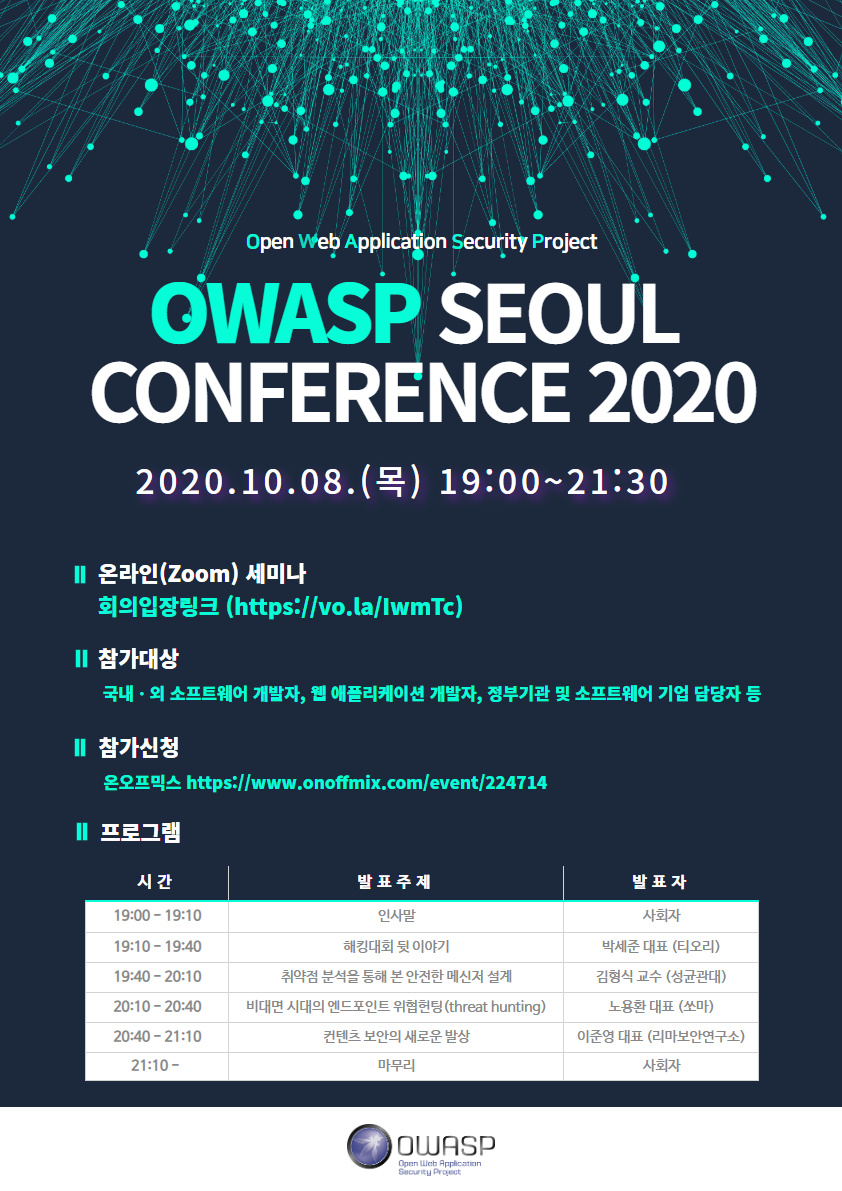 Open Web Application Security Project
OWASP SEOUL
CONFERENCE 2020
2020.10.08.(목) 19:00~21:30
온라인(Zoom) 세미나
회의입장링크 (https://vo.la/IwmTc)
참가대상
국내·외 소프트웨어 개발자, 웹 애플리케이션 개발자, 정부기관 및 소프트웨어 기업 담당자 등
참가신청
온오프믹스 https://www.onoffmix.com/event/224714
프로그램
시 간 발 표 주 제 발 표 자
19:00 - 19:10 인사말 사회자
19:10 - 19:40 해킹대회 뒷 이야기 박세준 대표 (티오리)
19:40 - 20:10 취약점 분석을 통해 본 안전한 메신저 설계 김형식 교수 (성균관대)
20:10 - 20:40 비대면 시대의 엔드포인트 위협헌팅(threat hunting) 노용환 대표 (쏘마)
20:40 - 21:10 컨텐츠 보안의 새로운 발상 이준영 대표 (리마보안연구소)
21:10 - 마무리 사회자
OWASP
Open Web Application
Security Project